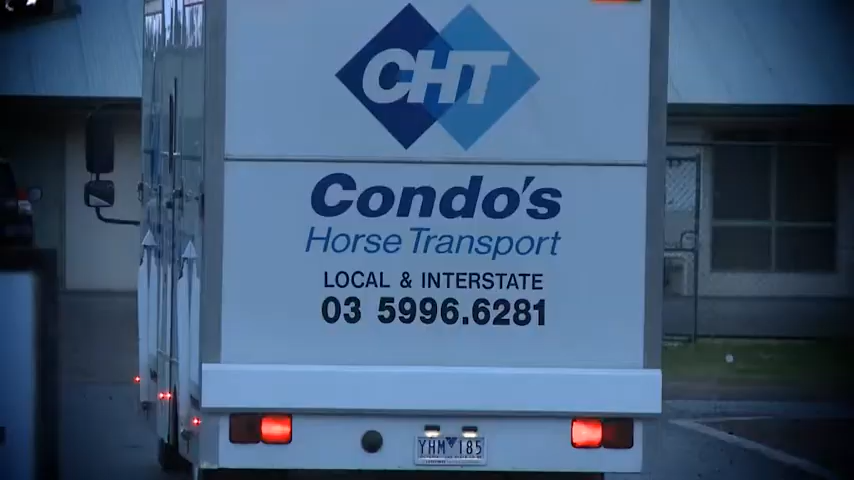 CHT
Condo's
Horse Transport
LOCAL & INTERSTATE
03 5996.6281
YHM 185